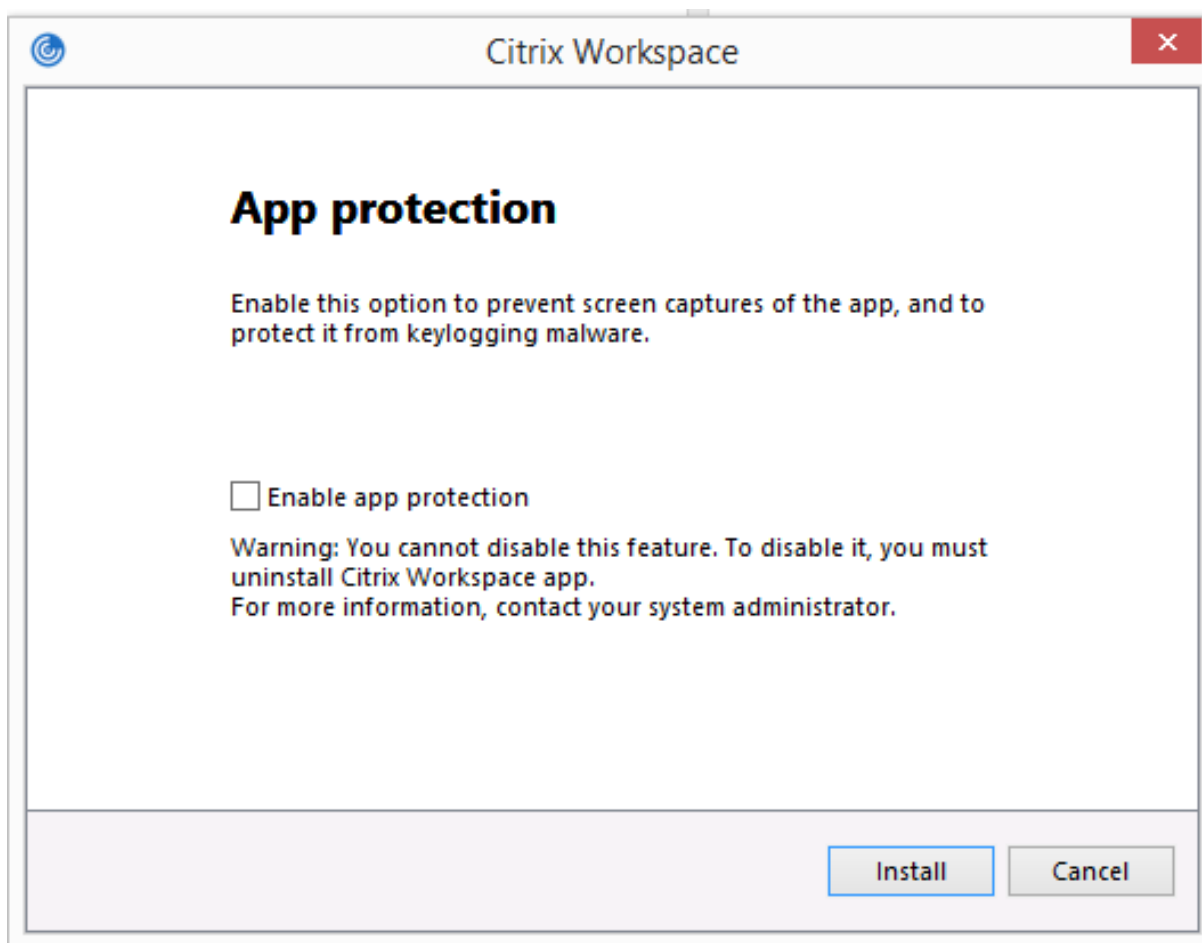 Citrix Workspace
App protection
Enable this option to prevent screen captures of the app, and to
protect it from keylogging malware.
Enable app protection
Warning: You cannot disable this feature. To disable it, you must
uninstall Citrix Workspace app.
For more information, contact your system administrator.
Install
Cancel